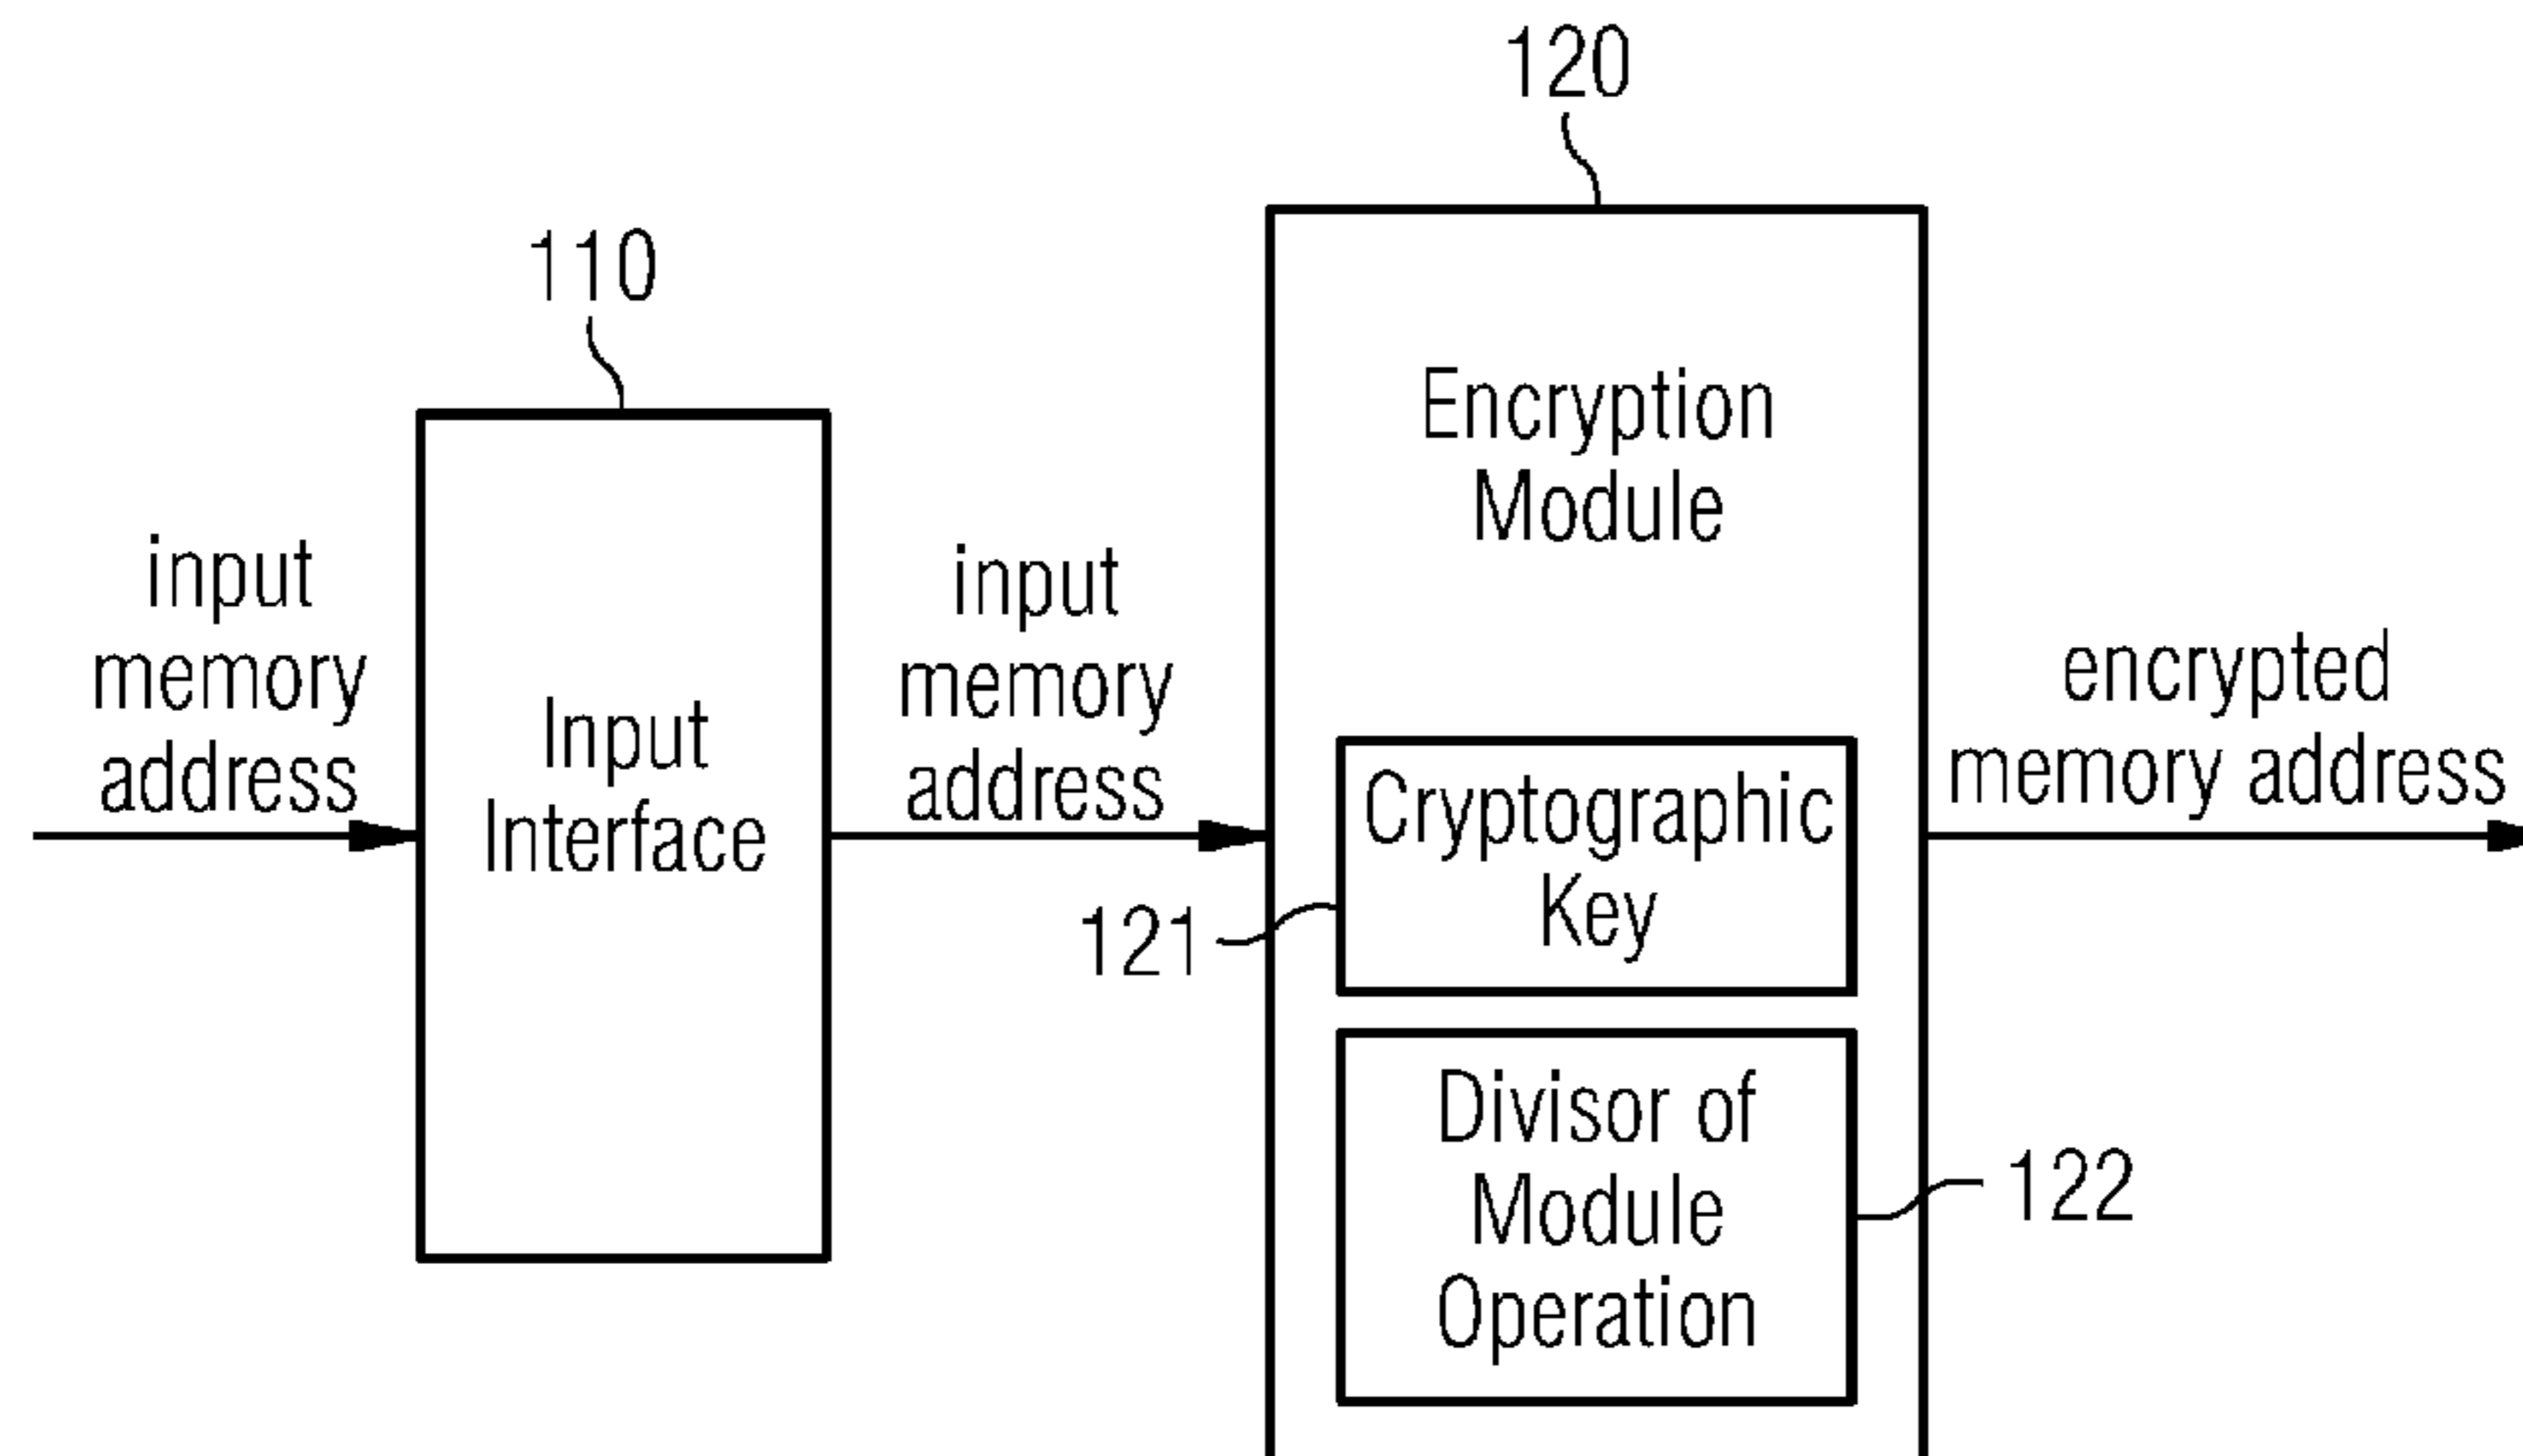 120
110
Encryption
Module
input
memory
address
input
memory
address
encrypted
memory address
Input
Interface
Cryptographic
Key
121
Divisor of
Module
Operation
122